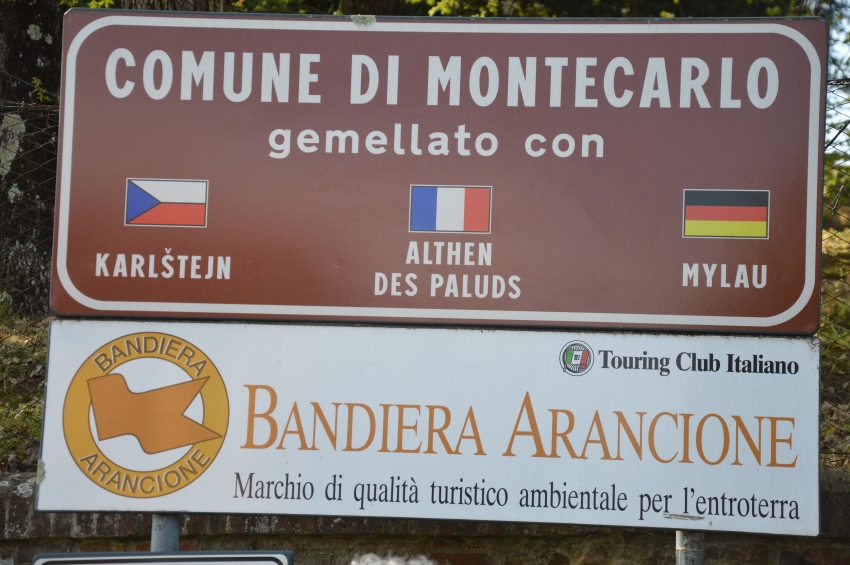 COMUNE DI MONTECARLO
gemellato con
KARLŠTEJN
ALTHEN
DES PALUDS
MYLAU
BANDIERA
ARANCIONE
Touring Club Italiano
BANDIERA ARANCIONE
Marchio di qualità turistico ambientale per l'entroterra